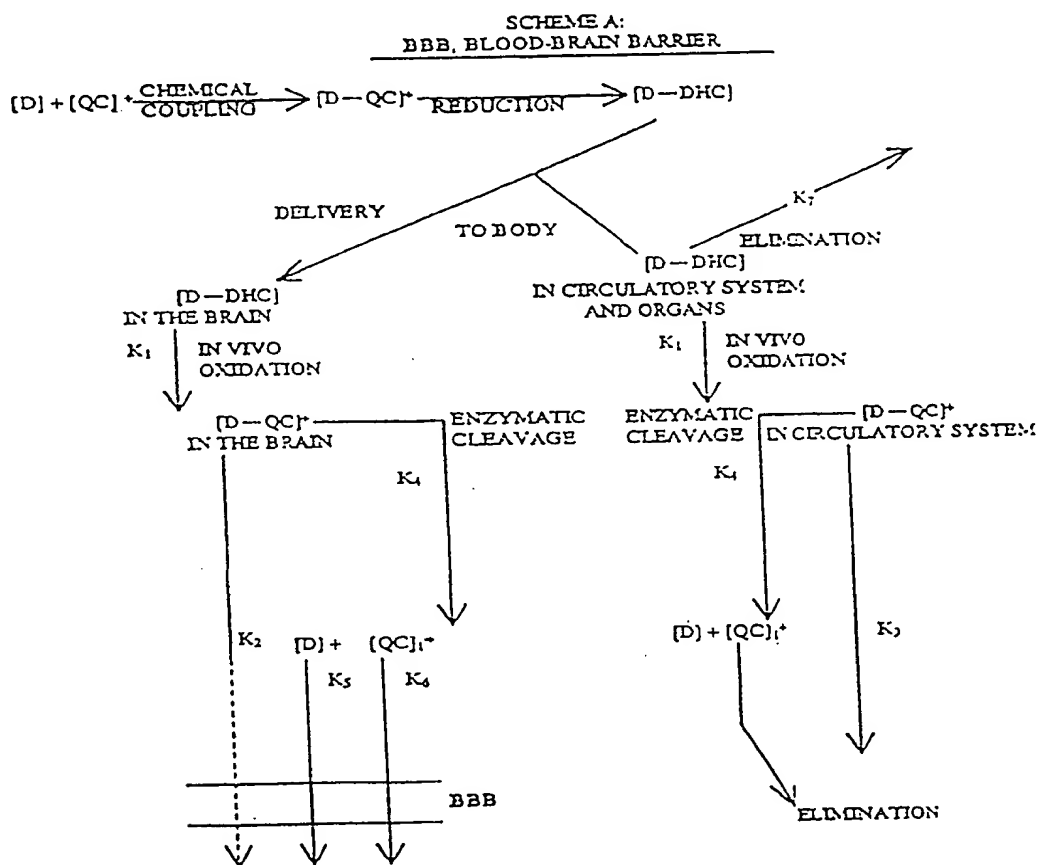 SCHEME A:
BBB, BLOOD-BRAIN BARRIER
[D] + [QC]⁺ CHEMICAL COUPLING [D—QC]⁺ REDUCTION [D—DHC]
DELIVERY TO BODY
K₇
ELIMINATION
[D—DHC]
IN THE BRAIN
[D—DHC]
IN CIRCULATORY SYSTEM
AND ORGANS
K₁ IN VIVO
OXIDATION
K₁ IN VIVO
OXIDATION
[D—QC]⁺
IN THE BRAIN
ENZYMATIC
CLEAVAGE
ENZYMATIC
CLEAVAGE
[D—QC]⁺
IN CIRCULATORY SYSTEM
K₄
K₄
K₂ [D] + [QC]₁⁺
K₅ K₆
[D] + [QC]₁⁺
K₃
BBB
ELIMINATION